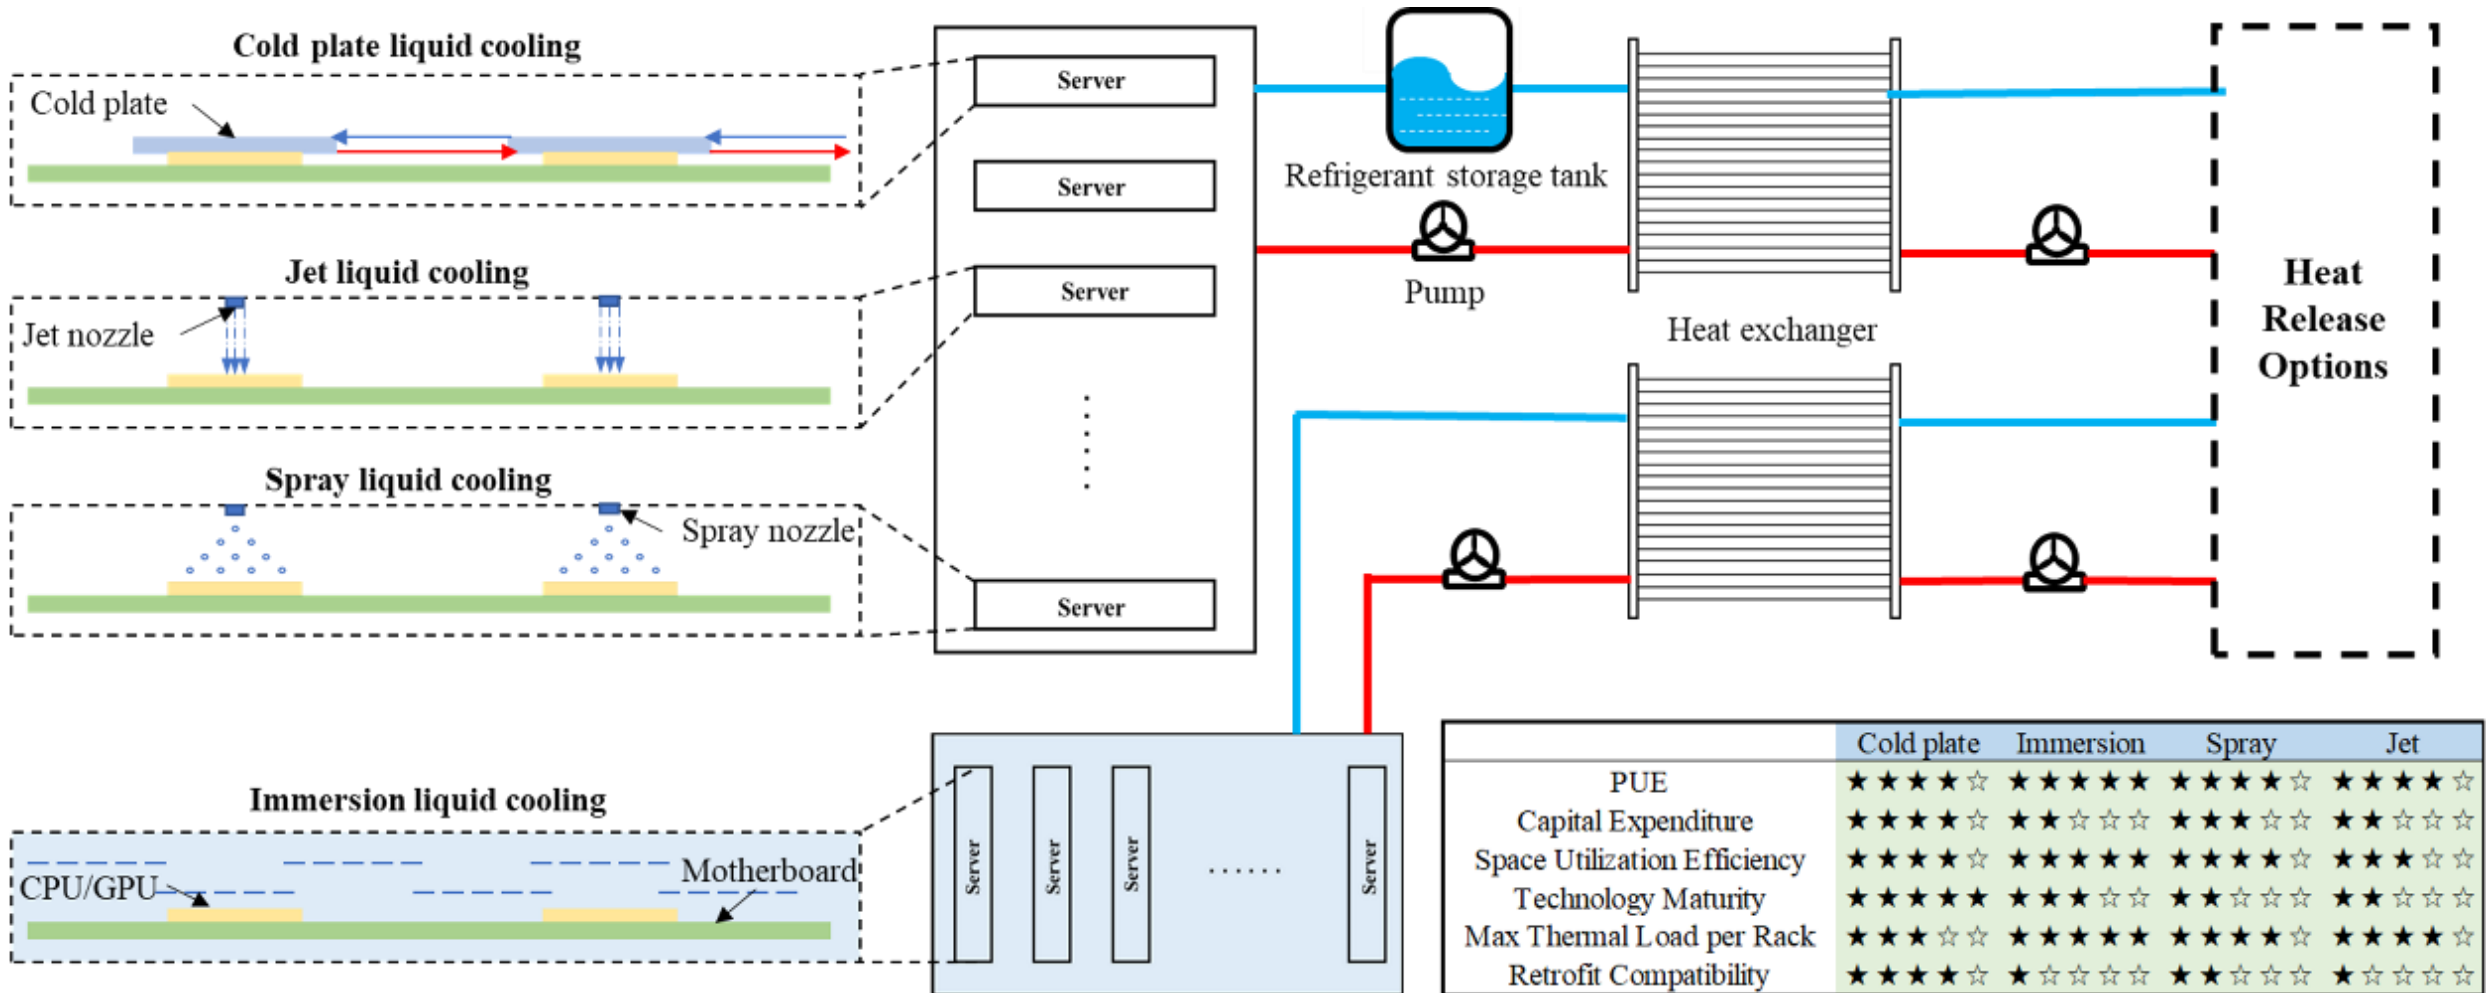 Cold plate liquid cooling
Cold plate
Jet liquid cooling
Jet nozzle
Spray liquid cooling
Spray nozzle
Immersion liquid cooling
CPU/GPU
Motherboard
Server
Server
Server
......
Server
Server
Server
Server
......
Server
Refrigerant storage tank
Pump
Heat exchanger
Heat
Release
Options
Cold plate Immersion Spray Jet
PUE ★★★★☆ ★★★★★ ★★★★☆ ★★★★☆
Capital Expenditure ★★★★☆ ★★☆☆☆ ★★★☆☆ ★★☆☆☆
Space Utilization Efficiency ★★★★☆ ★★★★★ ★★★★☆ ★★★☆☆
Technology Maturity ★★★★★ ★★★☆☆ ★★☆☆☆ ★★☆☆☆
Max Thermal Load per Rack ★★★☆☆ ★★★★★ ★★★★☆ ★★★★☆
Retrofit Compatibility ★★★★☆ ★☆☆☆☆ ★★☆☆☆ ★☆☆☆☆